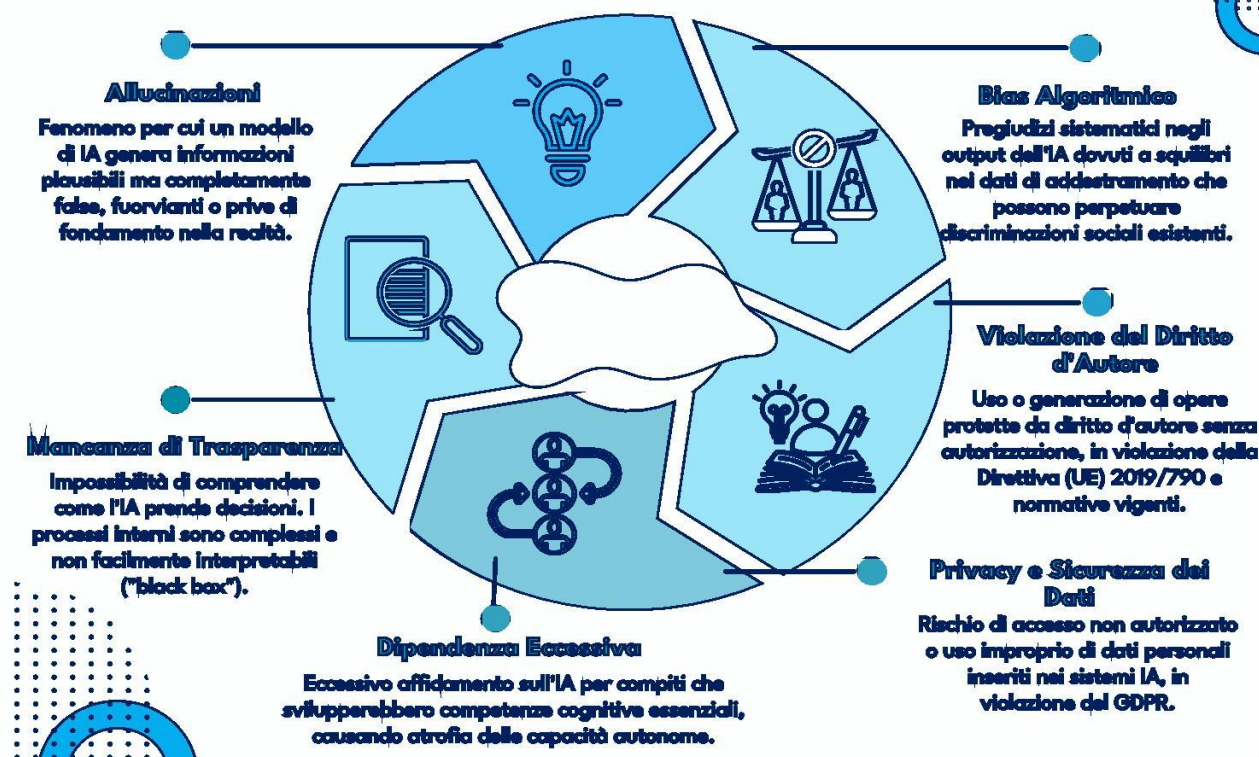 Allucinazioni
Fenomeno per cui un modello
di IA genera informazioni
plausibili ma completamente
false, fuorvianti o prive di
fondamento nella realtà.
Bias Algoritmico
Pregiudizi sistematici negli
output dell'IA dovuti a squilibri
nei dati di addestramento che
possono perpetuare
discriminazioni sociali esistenti.
Violazione del Diritto
d'Autore
Uso o generazione di opere
protette da diritto d'autore senza
autorizzazione, in violazione della
Direttiva (UE) 2019/790 e
normative vigenti.
Mancanza di Trasparenza
Impossibilità di comprendere
come l'IA prende decisioni. I
processi interni sono complessi e
non facilmente interpretabili
("black box").
Privacy e Sicurezza dei
Dati
Rischio di accesso non autorizzato
o uso improprio di dati personali
inseriti nei sistemi IA, in
violazione del GDPR.
Dipendenza Eccessiva
Eccessivo affidamento sull'IA per compiti che
svilupperebbero competenze cognitive essenziali,
causando atrofia delle capacità autonome.